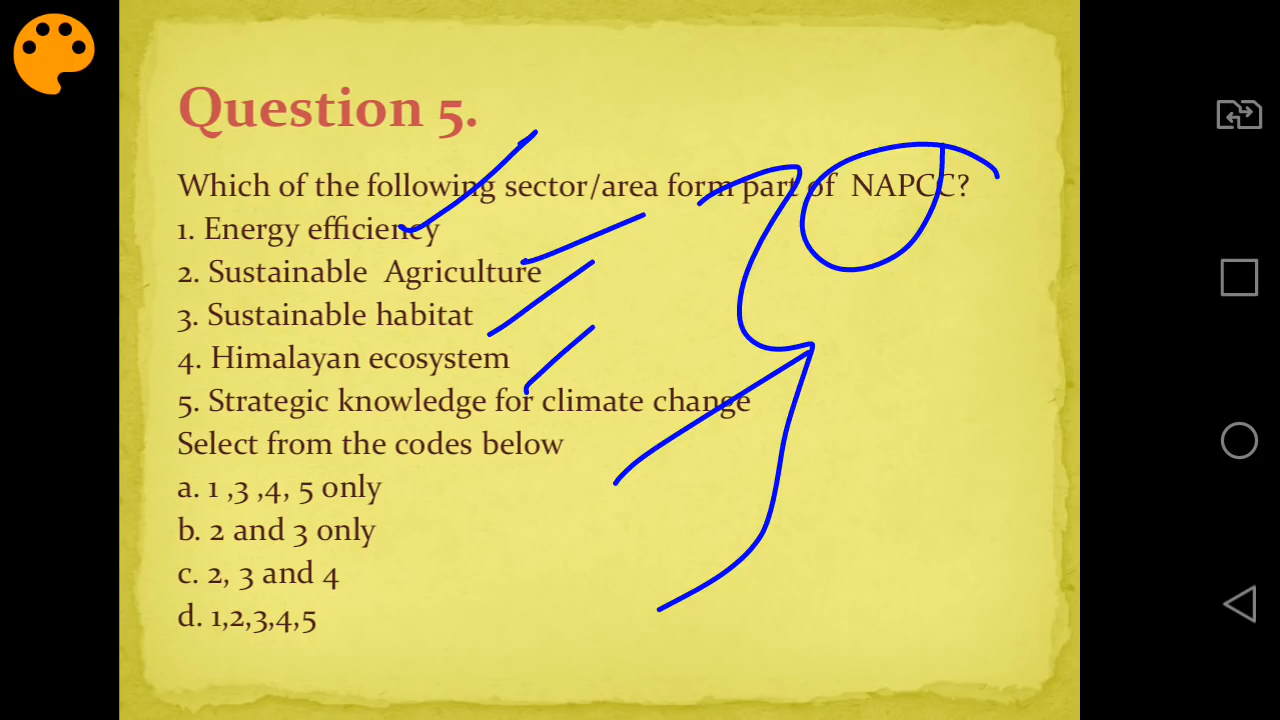 Question 5.
Which of the following sector/area form part of NAPCC?
1. Energy efficiency
2. Sustainable Agriculture
3. Sustainable habitat
4. Himalayan ecosystem
5. Strategic knowledge for climate change
Select from the codes below
a. 1 ,3 ,4, 5 only
b. 2 and 3 only
c. 2, 3 and 4
d. 1,2,3,4,5